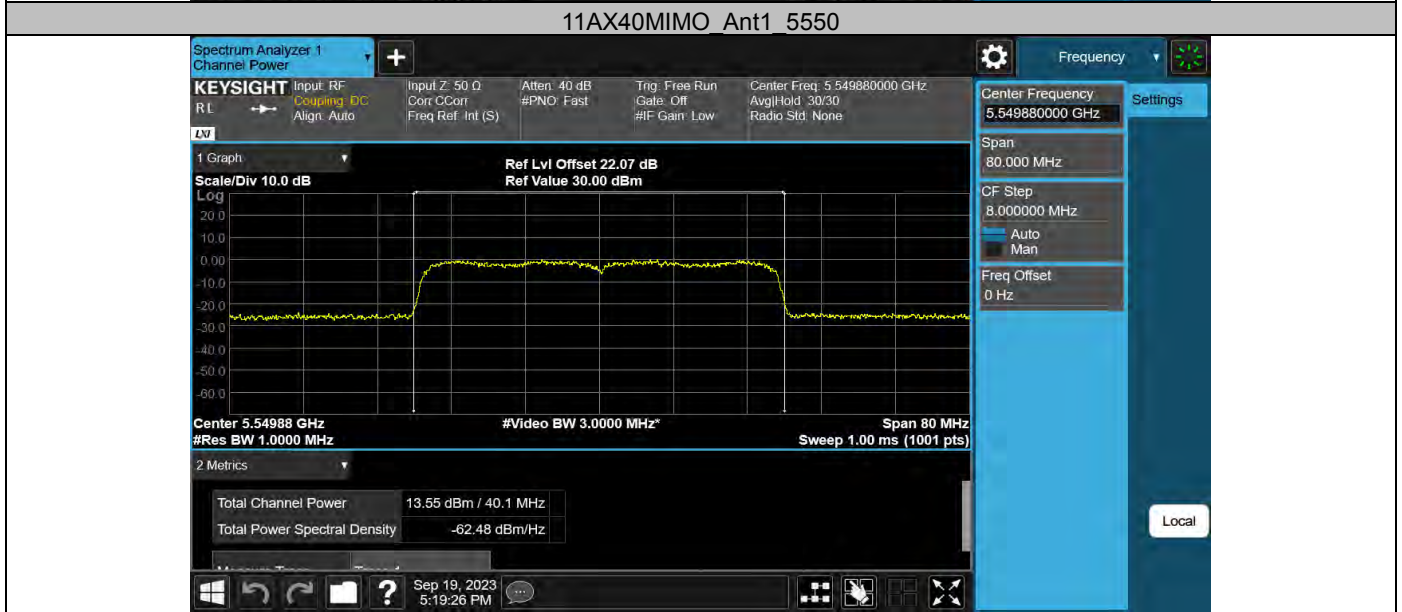 11AX40MIMO_Ant1_5550
Spectrum Analyzer 1
Channel Power
+
Frequency
KEYSIGHT
RL
LXI
Input: RF
Coupling: DC
Align: Auto
Input Z: 50 Ω
Corr CCorr
Freq Ref: Int (S)
Atten: 40 dB
#PNO: Fast
Trig: Free Run
Gate: Off
#IF Gain: Low
Center Freq: 5.549880000 GHz
Avg|Hold: 30/30
Radio Std: None
Center Frequency
5.549880000 GHz
Settings
Span
80.000 MHz
CF Step
8.000000 MHz
Auto
Man
Freq Offset
0 Hz
1 Graph
Scale/Div 10.0 dB
Ref Lvl Offset 22.07 dB
Ref Value 30.00 dBm
Log
20.0
10.0
0.00
-10.0
-20.0
-30.0
-40.0
-50.0
-60.0
Center 5.54988 GHz
#Video BW 3.0000 MHz*
Span 80 MHz
#Res BW 1.0000 MHz
Sweep 1.00 ms (1001 pts)
2 Metrics
Total Channel Power
13.55 dBm / 40.1 MHz
Total Power Spectral Density
-62.48 dBm/Hz
Local
?
Sep 19, 2023
5:19:26 PM